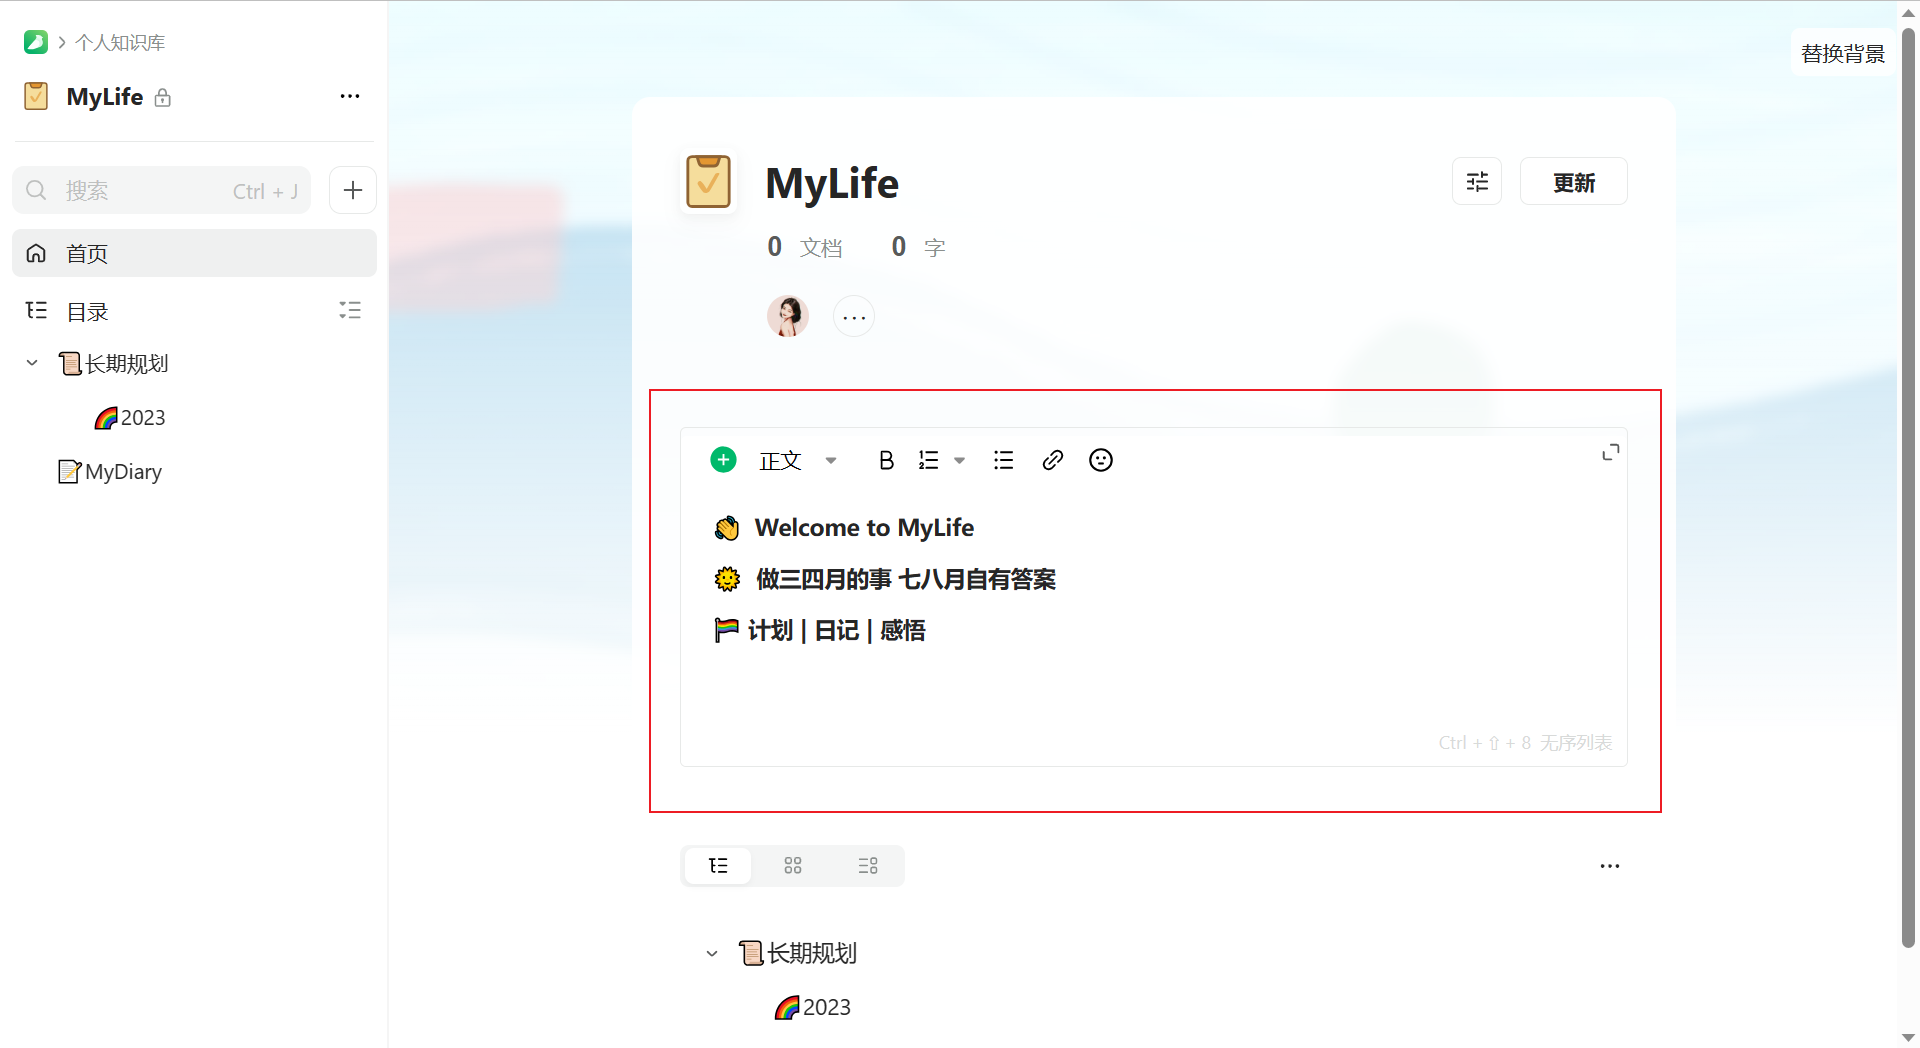 个人知识库
MyLife
搜索 Ctrl + J
首页
目录
📜长期规划
🌈2023
📝MyDiary
替换背景
MyLife
更新
0 文档 0 字
正文
👏 Welcome to MyLife
🌞 做三四月的事 七八月自有答案
🏳️‍🌈 计划 | 日记 | 感悟
Ctrl + ⇧ + 8 无序列表
📜长期规划
🌈2023